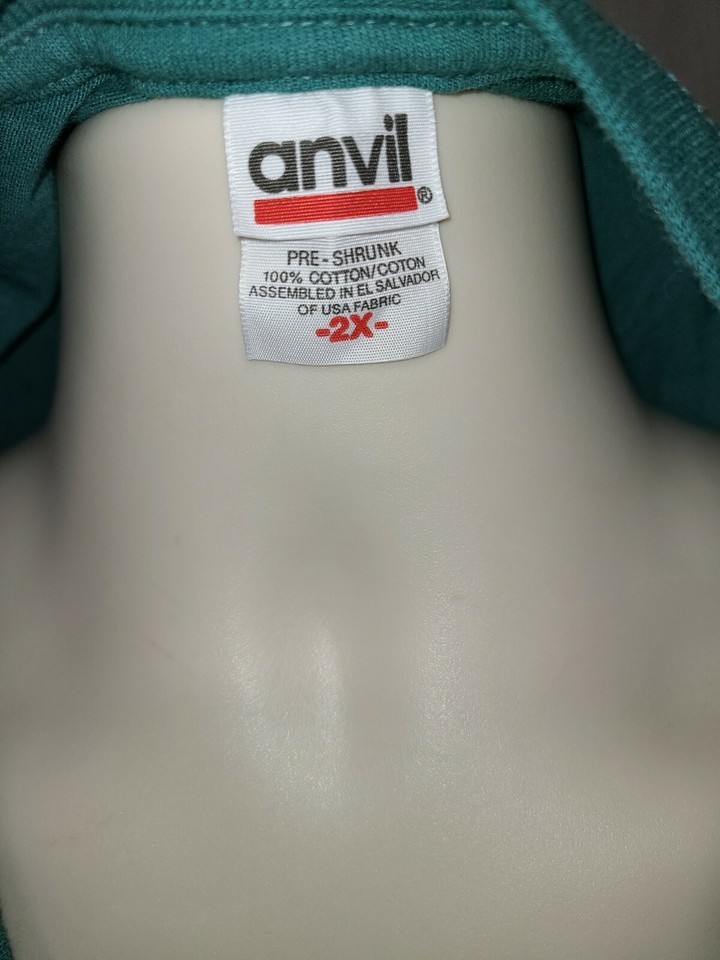 anvil
®
PRE-SHRUNK
100% COTTON/COTON
ASSEMBLED IN EL SALVADOR
OF USA FABRIC
-2X-